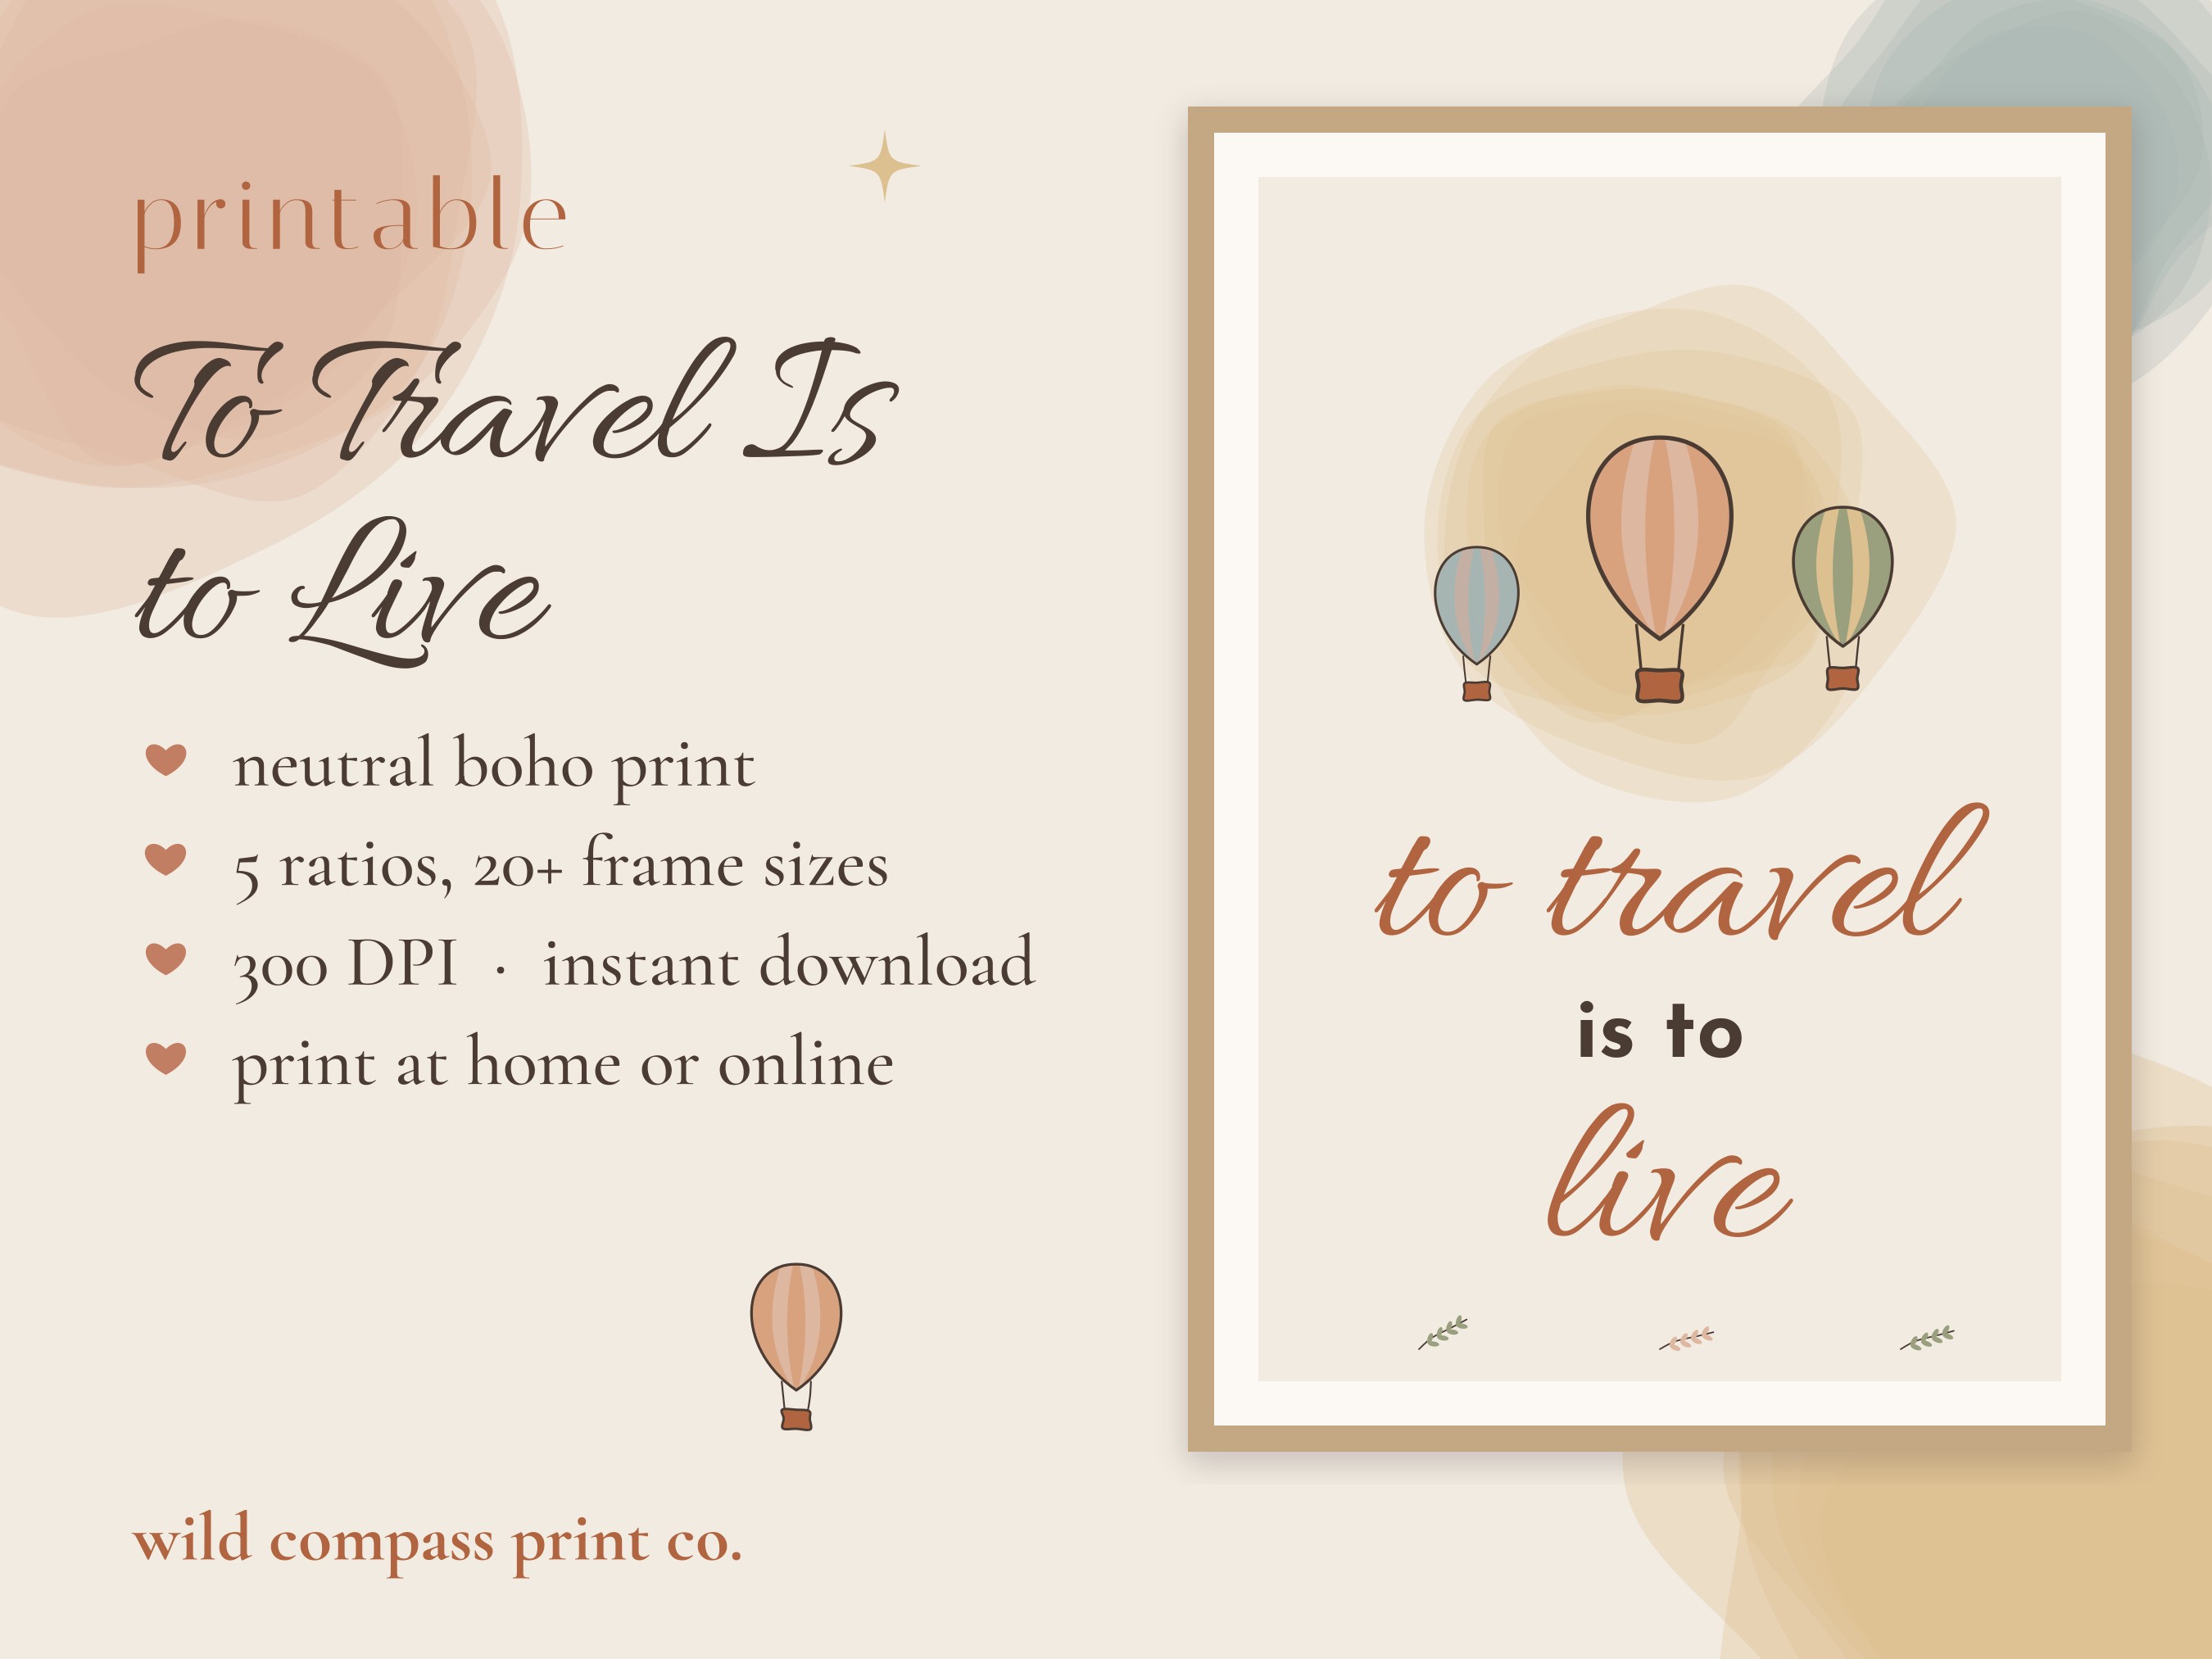 printable
To Travel Is
to Live
neutral boho print
5 ratios, 20+ frame sizes
300 DPI · instant download
print at home or online
wild compass print co.
to travel
is to
live